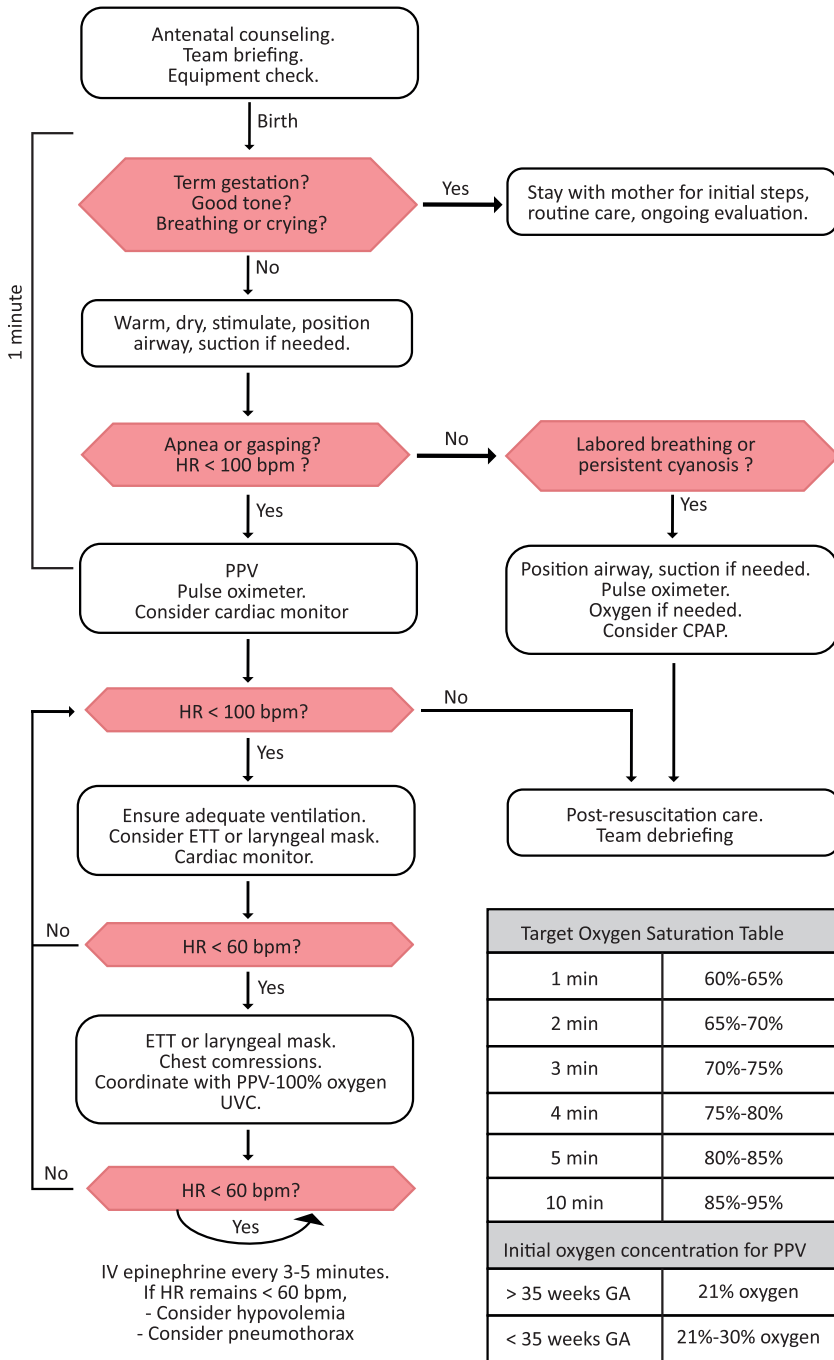 Antenatal counseling.
Team briefing.
Equipment check.
Birth
1 minute
Term gestation?
Good tone?
Breathing or crying?
Yes
Stay with mother for initial steps,
routine care, ongoing evaluation.
No
Warm, dry, stimulate, position
airway, suction if needed.
Apnea or gasping?
HR < 100 bpm ?
No
Labored breathing or
persistent cyanosis ?
Yes
Yes
PPV
Pulse oximeter.
Consider cardiac monitor
Position airway, suction if needed.
Pulse oximeter.
Oxygen if needed.
Consider CPAP.
HR < 100 bpm?
No
Yes
Ensure adequate ventilation.
Consider ETT or laryngeal mask.
Cardiac monitor.
Post-resuscitation care.
Team debriefing
No
HR < 60 bpm?
Yes
ETT or laryngeal mask.
Chest comressions.
Coordinate with PPV-100% oxygen
UVC.
No
HR < 60 bpm?
Yes
IV epinephrine every 3-5 minutes.
If HR remains < 60 bpm,
- Consider hypovolemia
- Consider pneumothorax
Target Oxygen Saturation Table
1 min 60%-65%
2 min 65%-70%
3 min 70%-75%
4 min 75%-80%
5 min 80%-85%
10 min 85%-95%
Initial oxygen concentration for PPV
> 35 weeks GA 21% oxygen
< 35 weeks GA 21%-30% oxygen